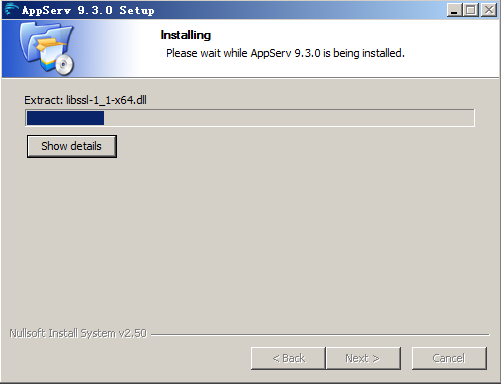 AppServ 9.3.0 Setup
Installing
Please wait while AppServ 9.3.0 is being installed.
Extract: libssl-1_1-x64.dll
Show details
Nullsoft Install System v2.50
< Back
Next >
Cancel